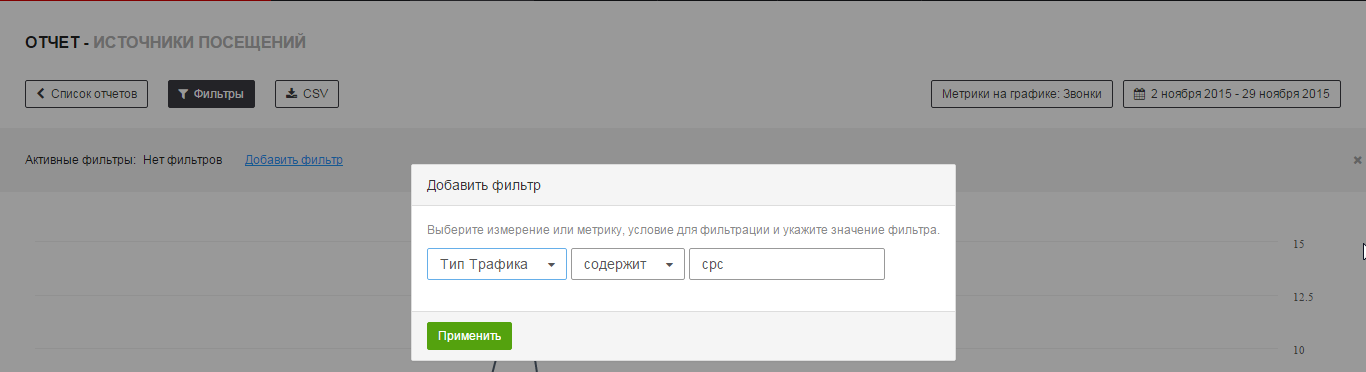 ОТЧЕТ - ИСТОЧНИКИ ПОСЕЩЕНИЙ
Список отчетов Фильтры CSV Метрики на графике: Звонки 2 ноября 2015 - 29 ноября 2015
Активные фильтры: Нет фильтров Добавить фильтр
Добавить фильтр
Выберите измерение или метрику, условие для фильтрации и укажите значение фильтра.
15
Тип Трафика содержит cpc
12.5
Применить
10